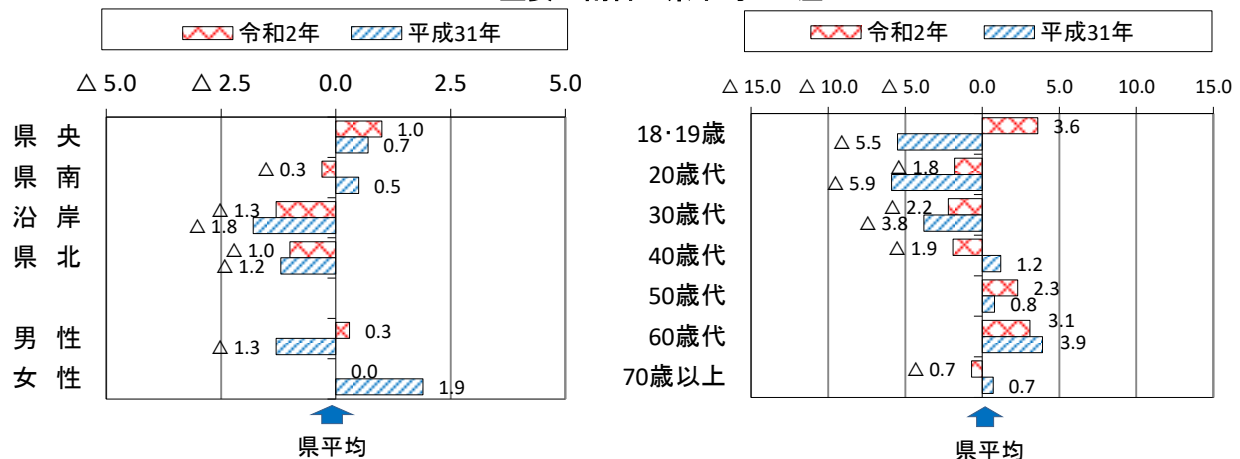 令和2年 平成31年
△ 5.0 △ 2.5 0.0 2.5 5.0
県 央 1.0
0.7
県 南 △ 0.3
0.5
沿 岸 △ 1.3
△ 1.8
県 北 △ 1.0
△ 1.2
男 性 0.3
△ 1.3
女 性 0.0
1.9
県平均
令和2年 平成31年
△ 15.0 △ 10.0 △ 5.0 0.0 5.0 10.0 15.0
18・19歳 3.6
△ 5.5
20歳代 △ 1.8
△ 5.9
30歳代 △ 2.2
△ 3.8
40歳代 △ 1.9
1.2
50歳代 2.3
0.8
60歳代 3.1
3.9
70歳以上 △ 0.7
0.7
県平均